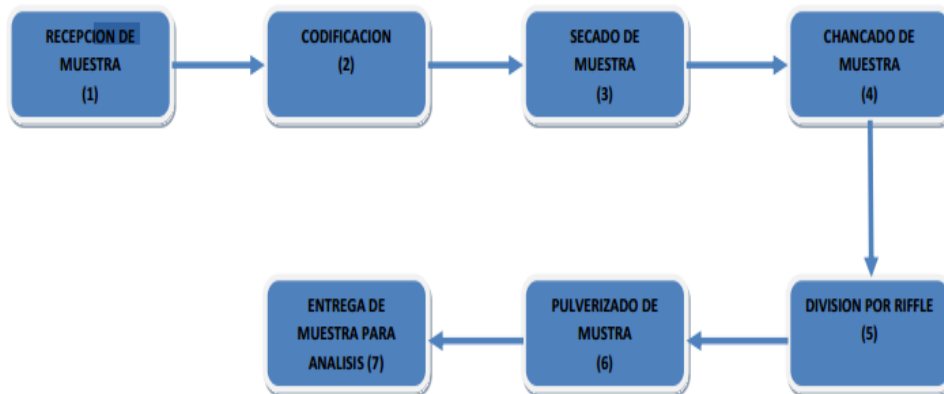 RECEPCION DE
MUESTRA
(1)
CODIFICACION
(2)
SECADO DE
MUESTRA
(3)
CHANCADO DE
MUESTRA
(4)
DIVISION POR RIFFLE
(5)
PULVERIZADO DE
MUSTRA
(6)
ENTREGA DE
MUESTRA PARA
ANALISIS (7)